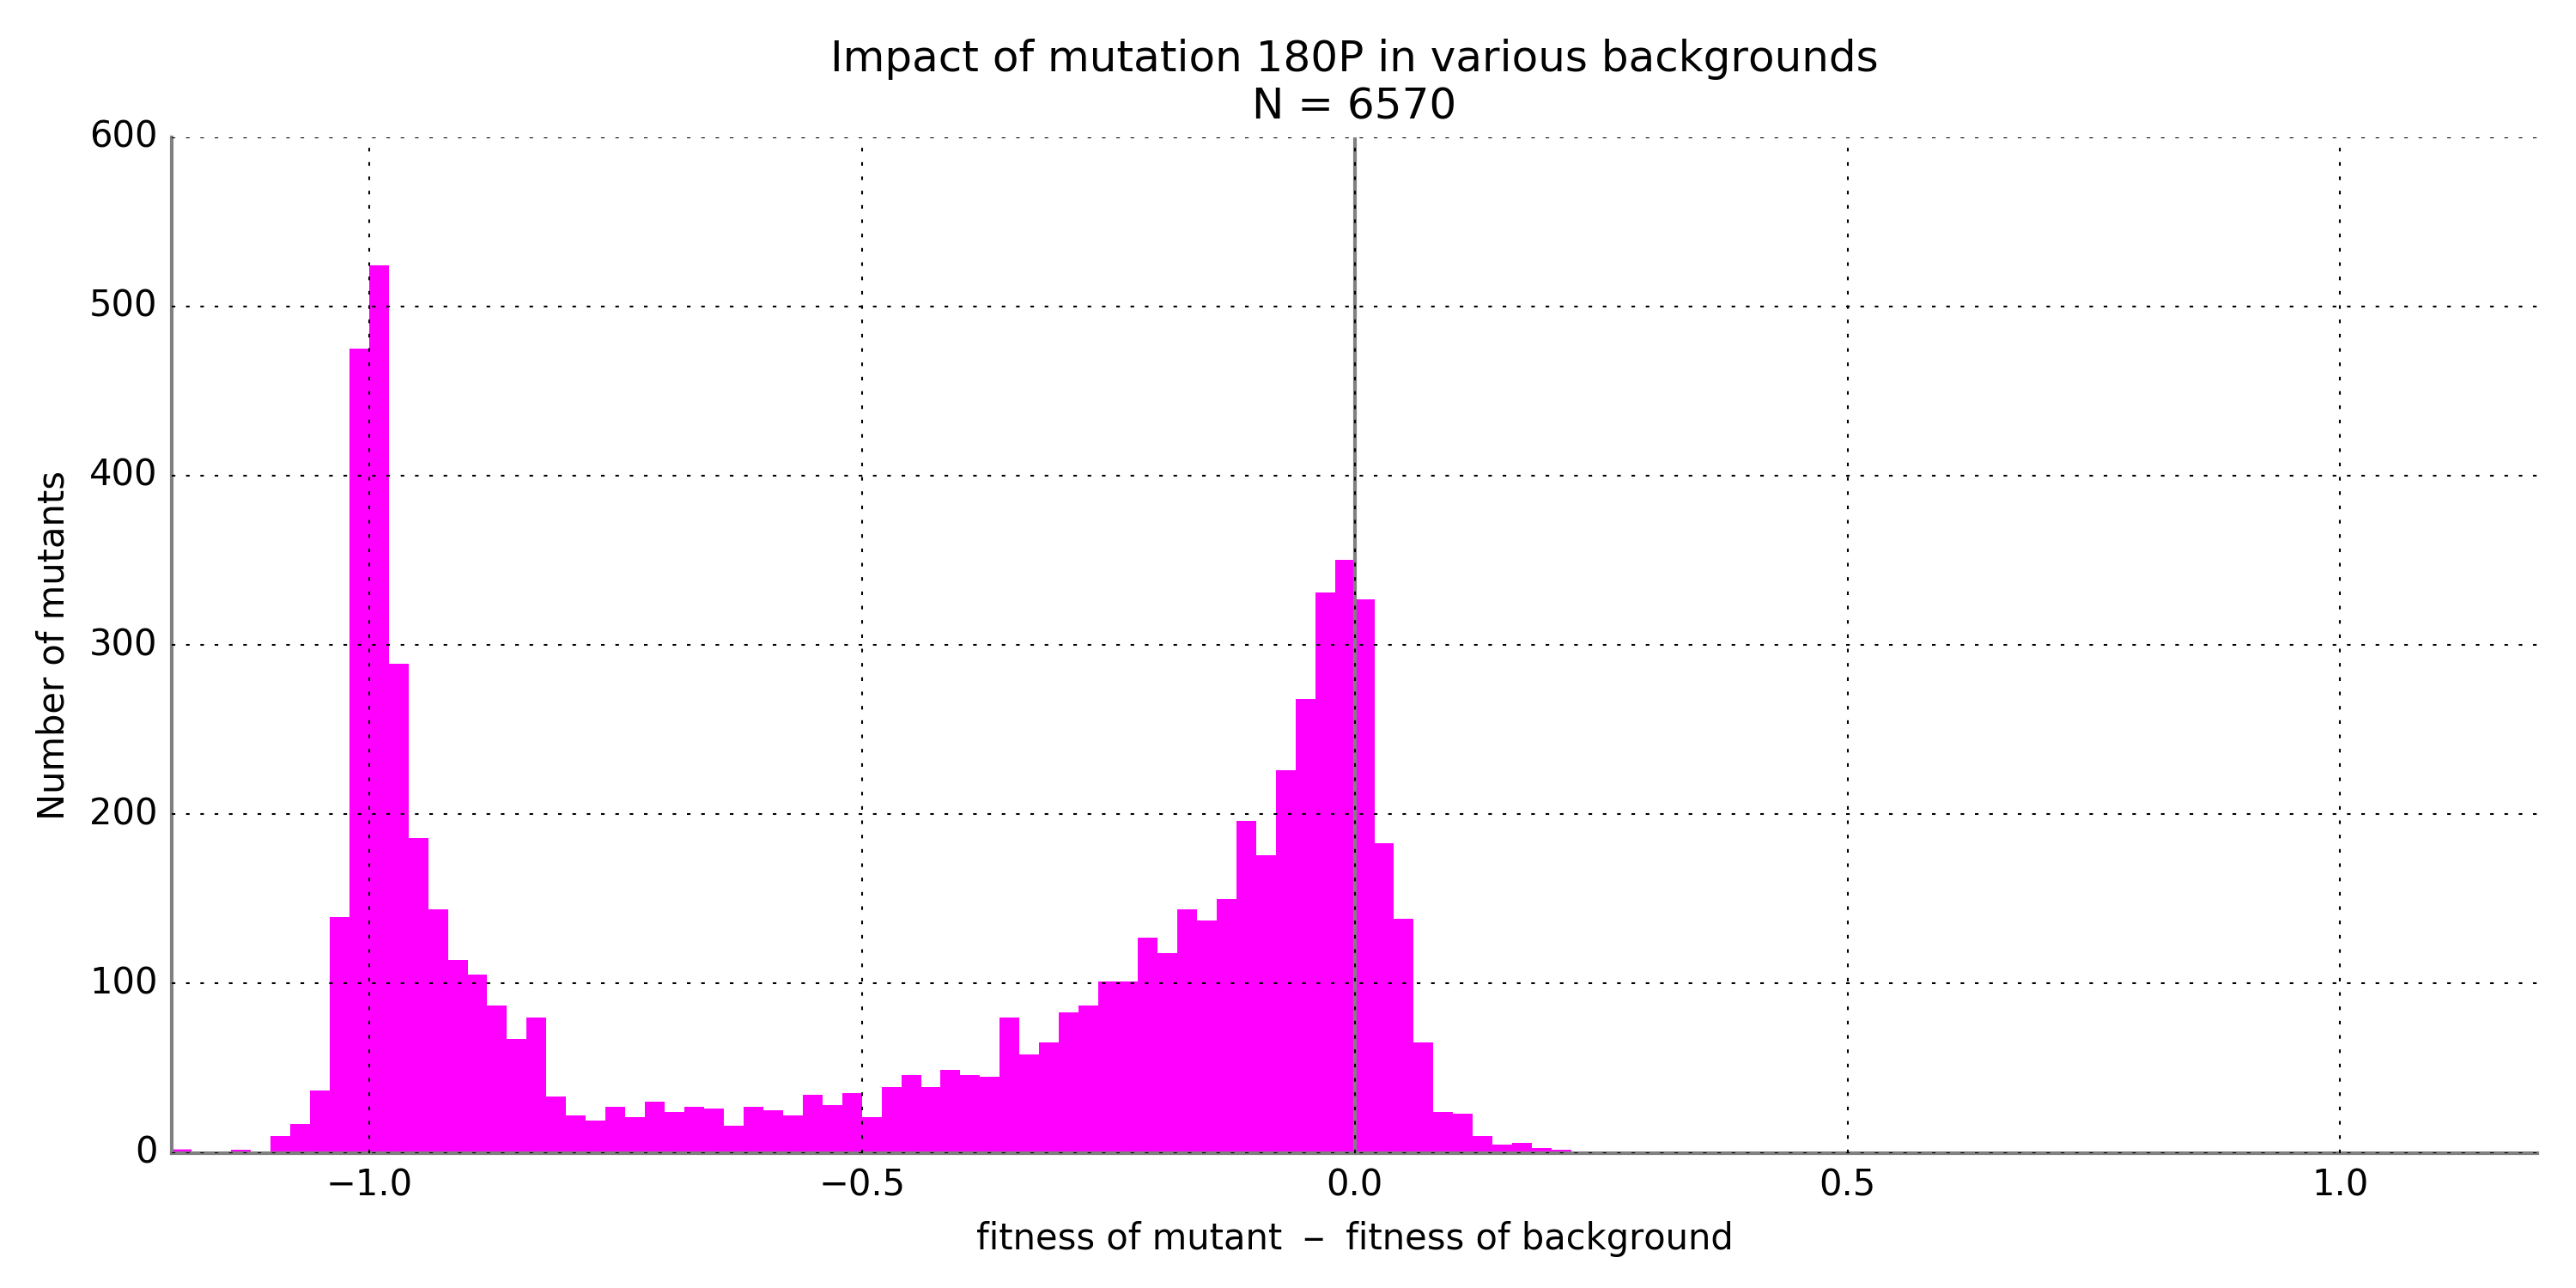 Impact of mutation 180P in various backgrounds
N = 6570
600
500
400
300
200
100
0
Number of mutants
−1.0 −0.5 0.0 0.5 1.0
fitness of mutant − fitness of background